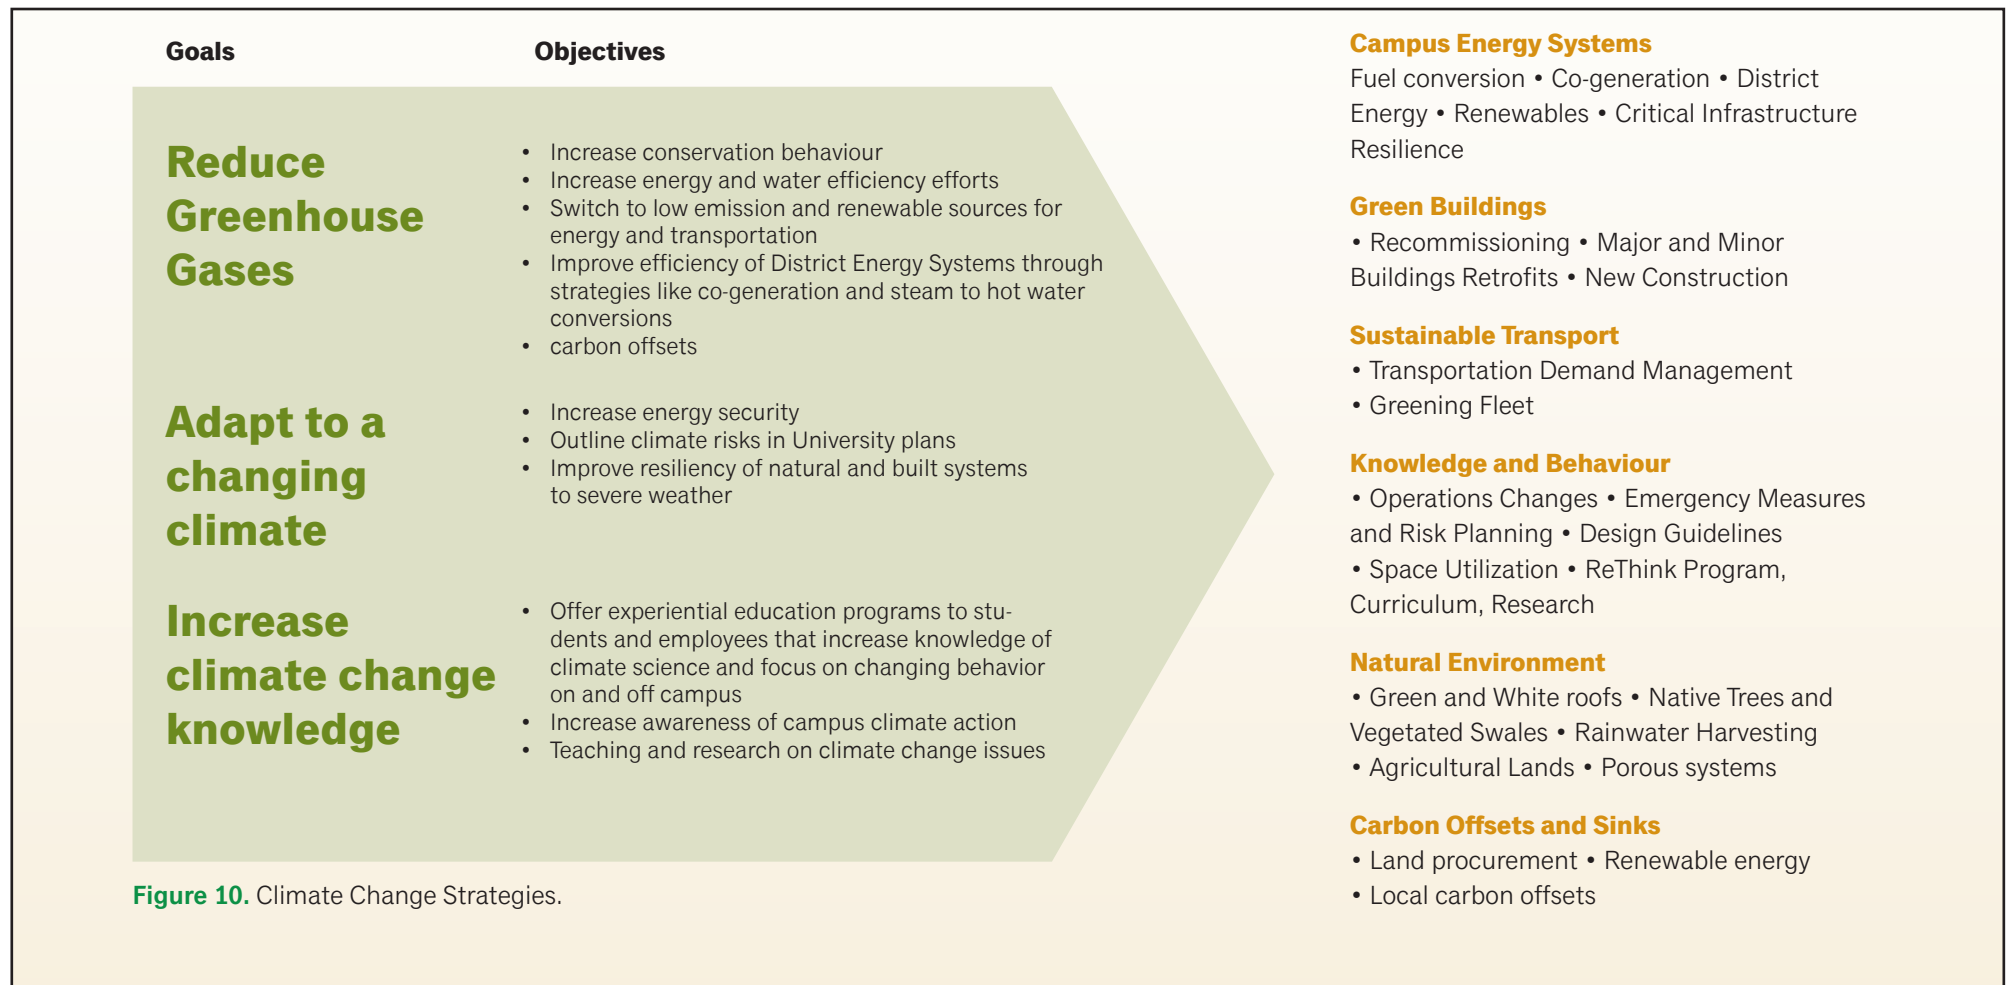 Goals
Objectives
Reduce
Greenhouse
Gases
• Increase conservation behaviour
• Increase energy and water efficiency efforts
• Switch to low emission and renewable sources for
energy and transportation
• Improve efficiency of District Energy Systems through
strategies like co-generation and steam to hot water
conversions
• carbon offsets
Adapt to a
changing
climate
• Increase energy security
• Outline climate risks in University plans
• Improve resiliency of natural and built systems
to severe weather
Increase
climate change
knowledge
• Offer experiential education programs to stu-
dents and employees that increase knowledge of
climate science and focus on changing behavior
on and off campus
• Increase awareness of campus climate action
• Teaching and research on climate change issues
Figure 10. Climate Change Strategies.
Campus Energy Systems
Fuel conversion • Co-generation • District
Energy • Renewables • Critical Infrastructure
Resilience
Green Buildings
• Recommissioning • Major and Minor
Buildings Retrofits • New Construction
Sustainable Transport
• Transportation Demand Management
• Greening Fleet
Knowledge and Behaviour
• Operations Changes • Emergency Measures
and Risk Planning • Design Guidelines
• Space Utilization • ReThink Program,
Curriculum, Research
Natural Environment
• Green and White roofs • Native Trees and
Vegetated Swales • Rainwater Harvesting
• Agricultural Lands • Porous systems
Carbon Offsets and Sinks
• Land procurement • Renewable energy
• Local carbon offsets